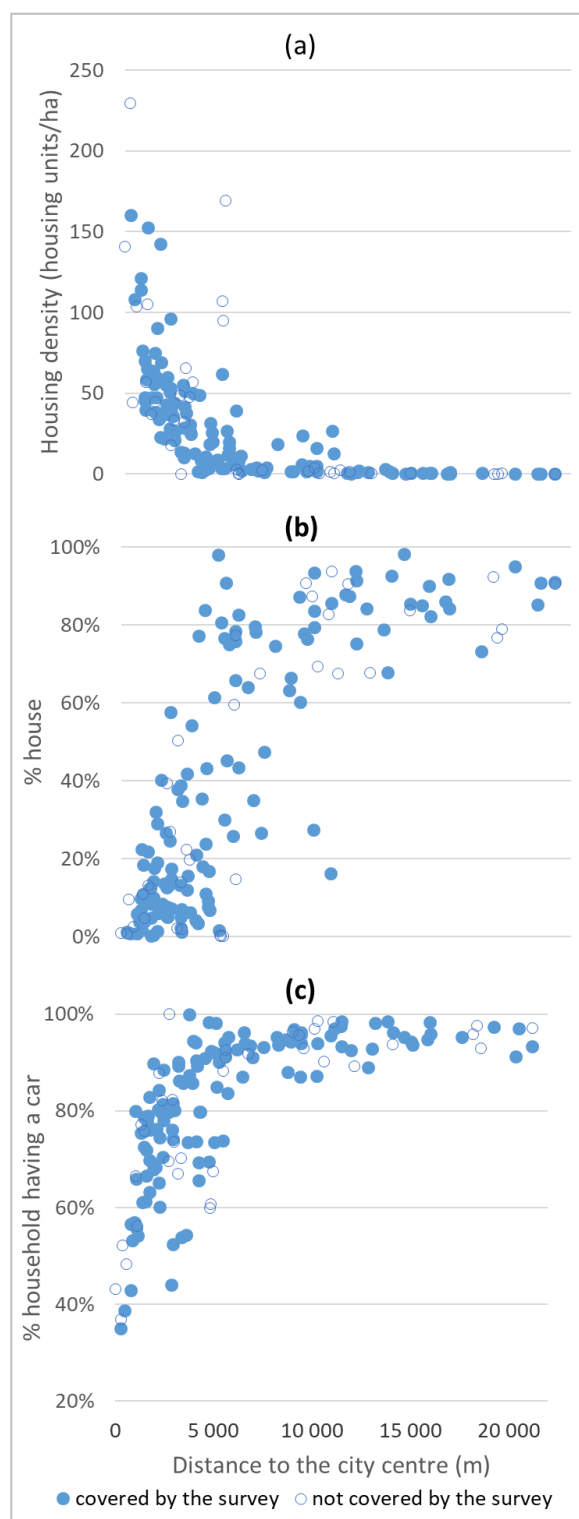 (a)
Housing density (housing units/ha)
250
200
150
100
50
0
(b)
% house
100%
80%
60%
40%
20%
0%
(c)
% household having a car
100%
80%
60%
40%
20%
0 5 000 10 000 15 000 20 000
Distance to the city centre (m)
covered by the survey not covered by the survey